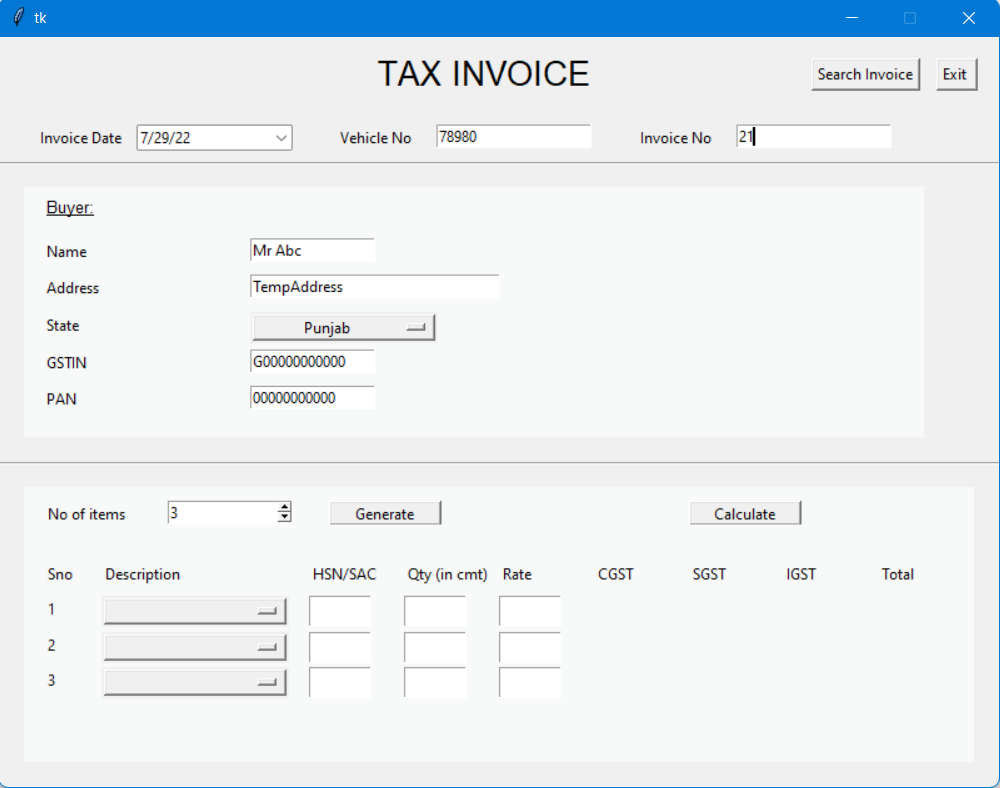 tk
TAX INVOICE
Search Invoice Exit
Invoice Date 7/29/22 Vehicle No 78980 Invoice No 21
Buyer:
Name Mr Abc
Address TempAddress
State Punjab
GSTIN G00000000000
PAN 00000000000
No of items 3 Generate Calculate
Sno Description HSN/SAC Qty (in cmt) Rate CGST SGST IGST Total
1
2
3